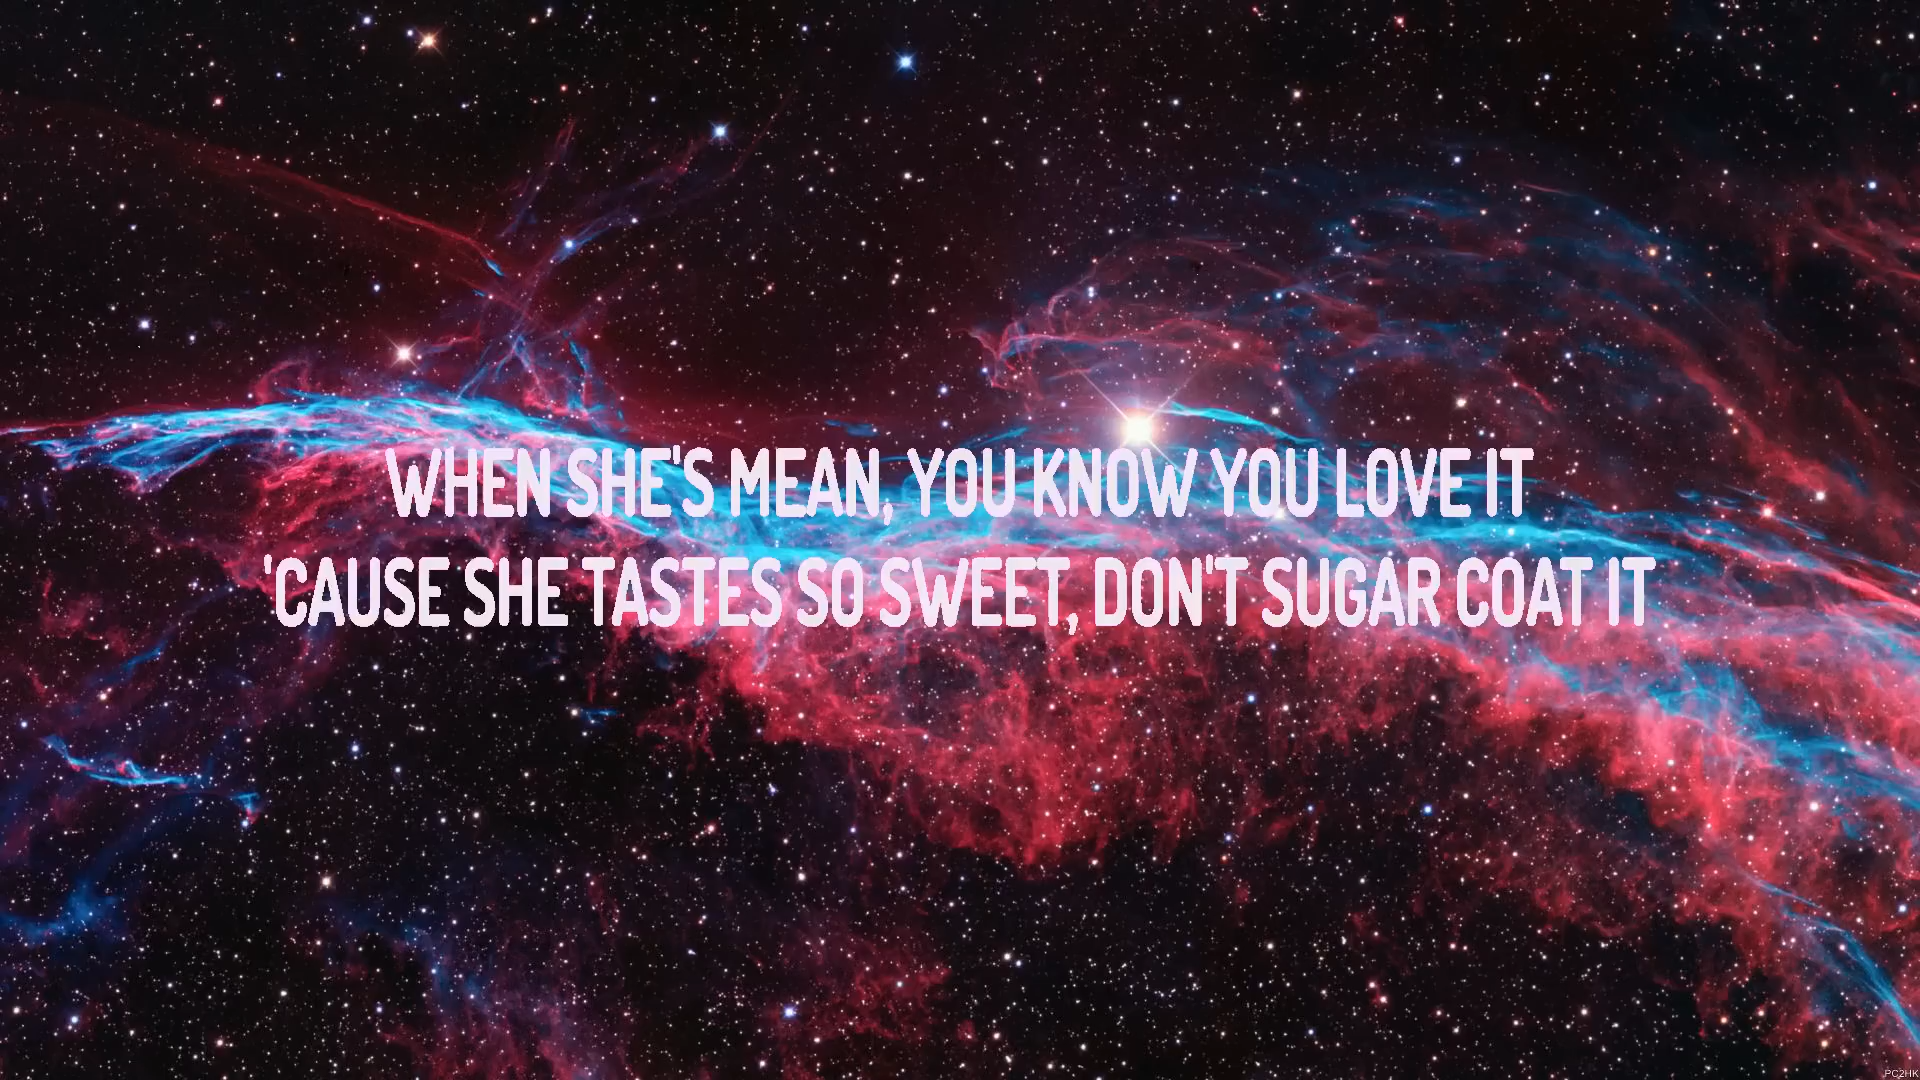 WHEN SHE'S MEAN, YOU KNOW YOU LOVE IT
'CAUSE SHE TASTES SO SWEET, DON'T SUGAR COAT IT
PC2HK